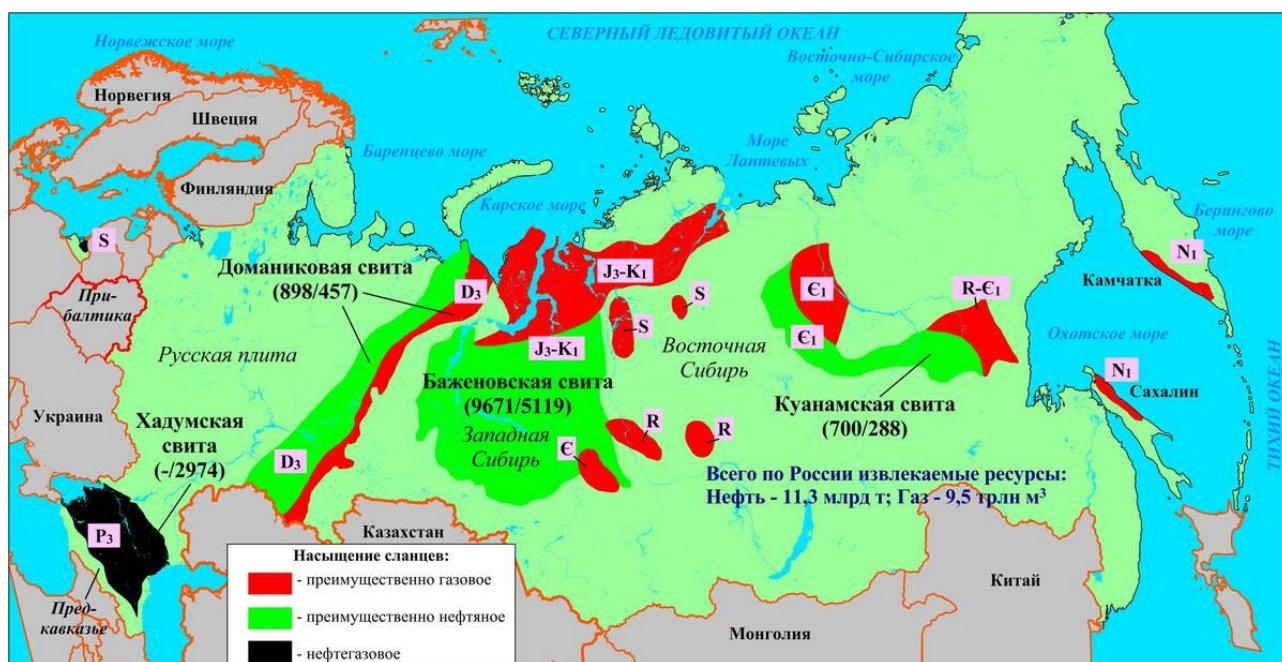 СЕВЕРНЫЙ ЛЕДОВИТЫЙ ОКЕАН
Норвежское море
Восточно-Сибирское
море
Норвегия
Швеция
Финляндия
Баренцево море
Море
Лаптевых
Карское море
Берингово
море
S
Доманиковая свита
(898/457)
D₃
J₃-K₁
S
Є₁
R-Є₁
N₁
Камчатка
При-
балтика
Русская плита
J₃-K₁
S
Восточная
Сибирь
Є₁
Охотское море
Баженовская свита
(9671/5119)
Западная
Сибирь
Куанамская свита
(700/288)
N₁
Сахалин
ТИХИЙ ОКЕАН
Украина
Хадумская
свита
(-/2974)
D₃
Є
R
R
Всего по России извлекаемые ресурсы:
Нефть - 11,3 млрд т; Газ - 9,5 трлн м³
P₃
Пред-
кавказье
Казахстан
Китай
Монголия
Насыщение сланцев:
- преимущественно газовое
- преимущественно нефтяное
- нефтегазовое